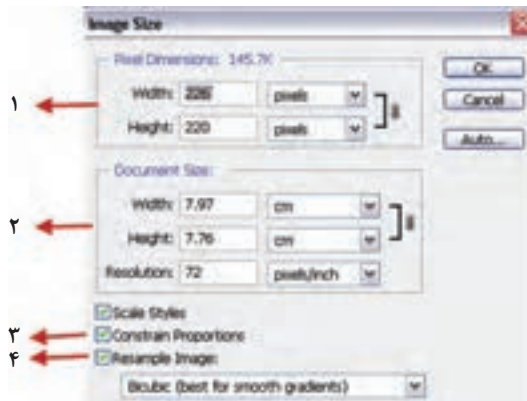 Image Size
Pixel Dimensions: 145.7K
Width: 226 pixels
Height: 220 pixels
Document Size:
Width: 7.97 cm
Height: 7.76 cm
Resolution: 72 pixels/inch
Scale Styles
Constrain Proportions
Resample Image:
Bicubic (best for smooth gradients)
OK
Cancel
Auto...
۱
۲
۳
۴